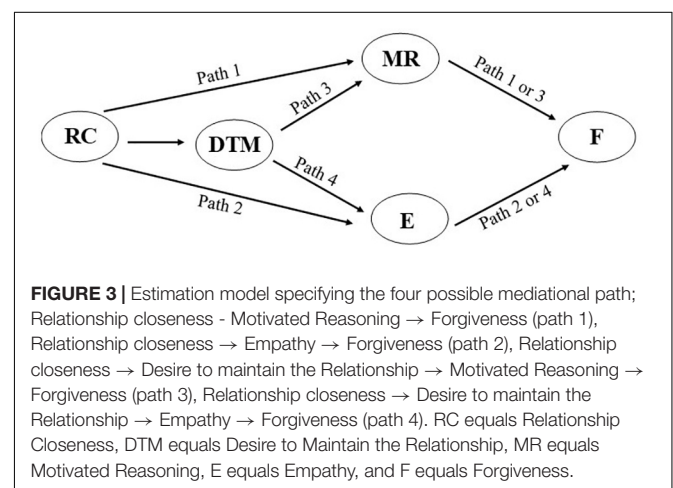 MR
Path 1
Path 1 or 3
Path 3
RC
DTM
F
Path 4
Path 2
E
Path 2 or 4
FIGURE 3 | Estimation model specifying the four possible mediational path;
Relationship closeness - Motivated Reasoning → Forgiveness (path 1),
Relationship closeness → Empathy → Forgiveness (path 2), Relationship
closeness → Desire to maintain the Relationship → Motivated Reasoning →
Forgiveness (path 3), Relationship closeness → Desire to maintain the
Relationship → Empathy → Forgiveness (path 4). RC equals Relationship
Closeness, DTM equals Desire to Maintain the Relationship, MR equals
Motivated Reasoning, E equals Empathy, and F equals Forgiveness.